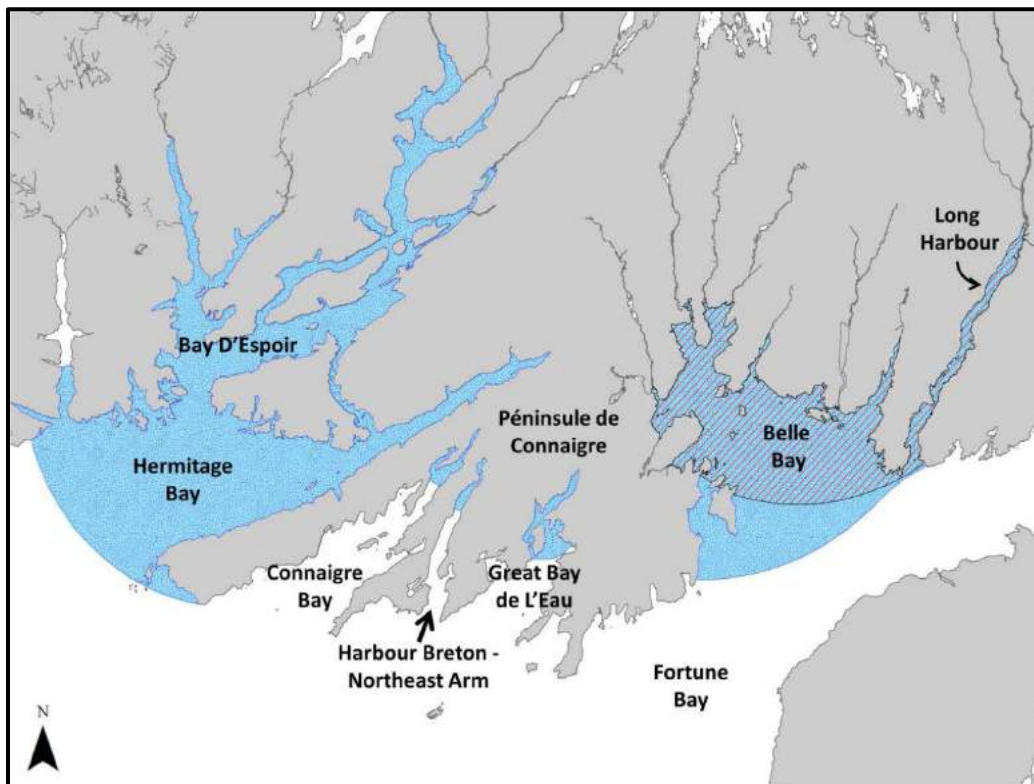 Long
Harbour
Bay D'Espoir
Péninsule de
Connaigre
Belle
Bay
Hermitage
Bay
Connaigre
Bay
Great Bay
de L'Eau
Harbour Breton -
Northeast Arm
Fortune
Bay
N